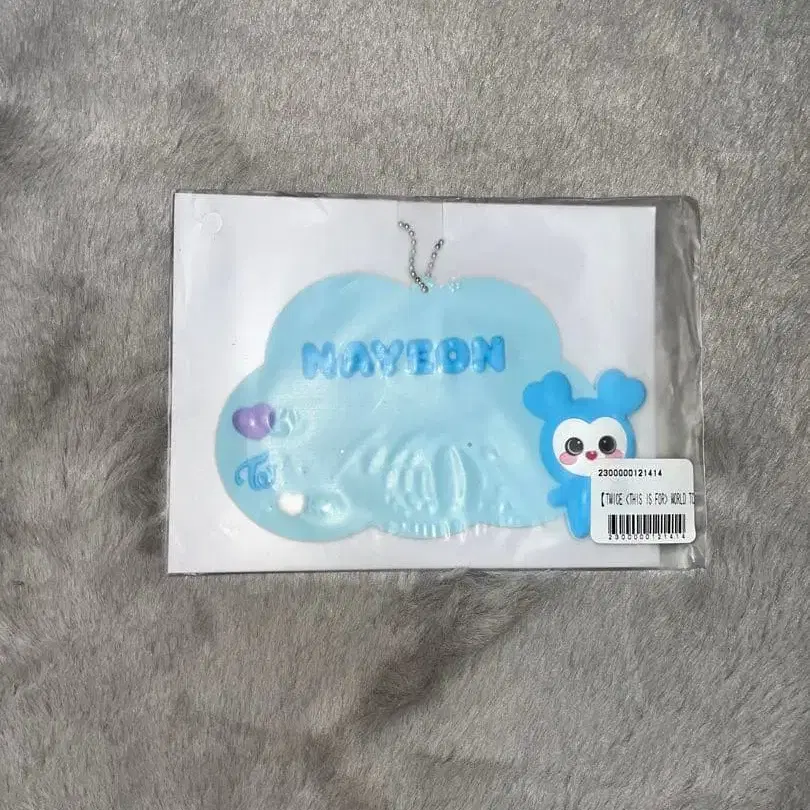 NAYEON
2300000121414
【TWICE <THIS IS FOR> WORLD TO
2300000121414